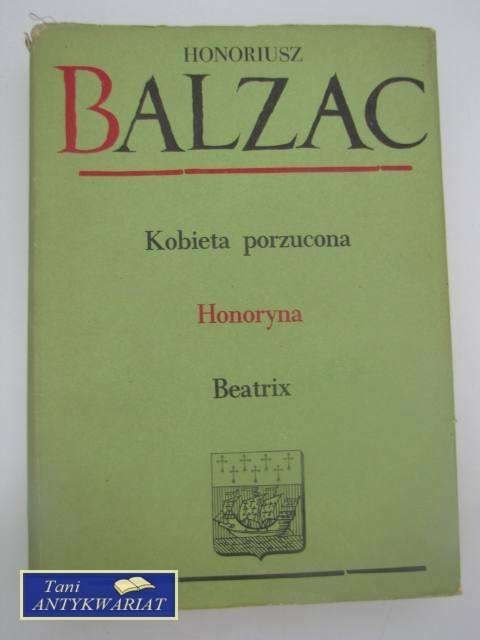 HONORIUSZ
BALZAC
Kobieta porzucona
Honoryna
Beatrix
Tani
ANTYKWARIAT